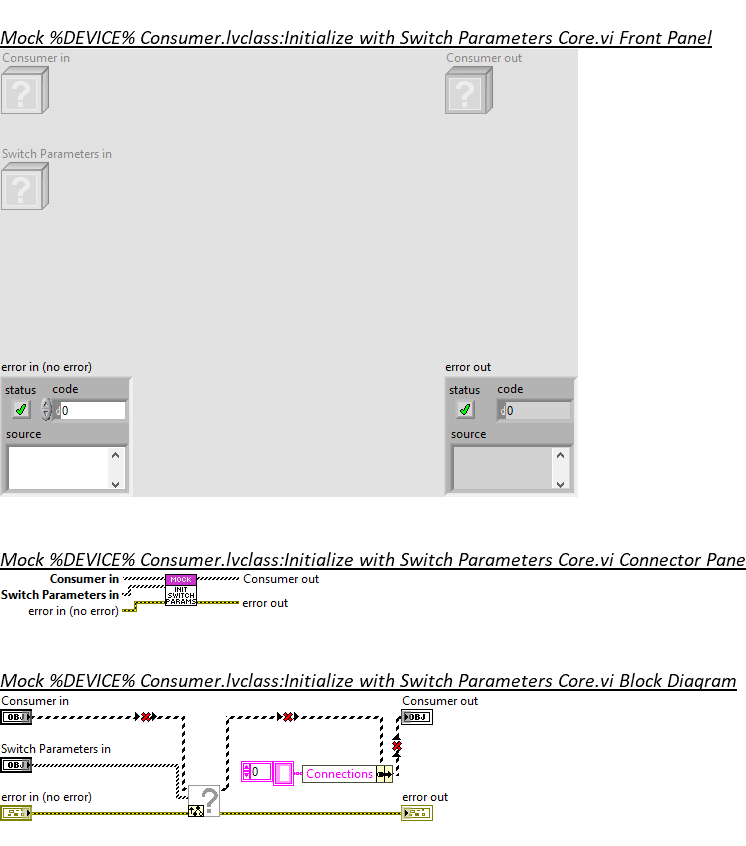 Mock %DEVICE% Consumer.lvclass:Initialize with Switch Parameters Core.vi Front Panel
Consumer in
Consumer out
?
?
Switch Parameters in
?
error in (no error)
error out
status
code
status
code
d
0
d
0
source
source
Mock %DEVICE% Consumer.lvclass:Initialize with Switch Parameters Core.vi Connector Pane
Consumer in
MOCK
Consumer out
Switch Parameters in
INIT
SWITCH
PARAMS
error in (no error)
error out
Mock %DEVICE% Consumer.lvclass:Initialize with Switch Parameters Core.vi Block Diagram
Consumer in
Consumer out
OBJ
OBJ
Switch Parameters in
OBJ
0
Connections
error in (no error)
?
error out